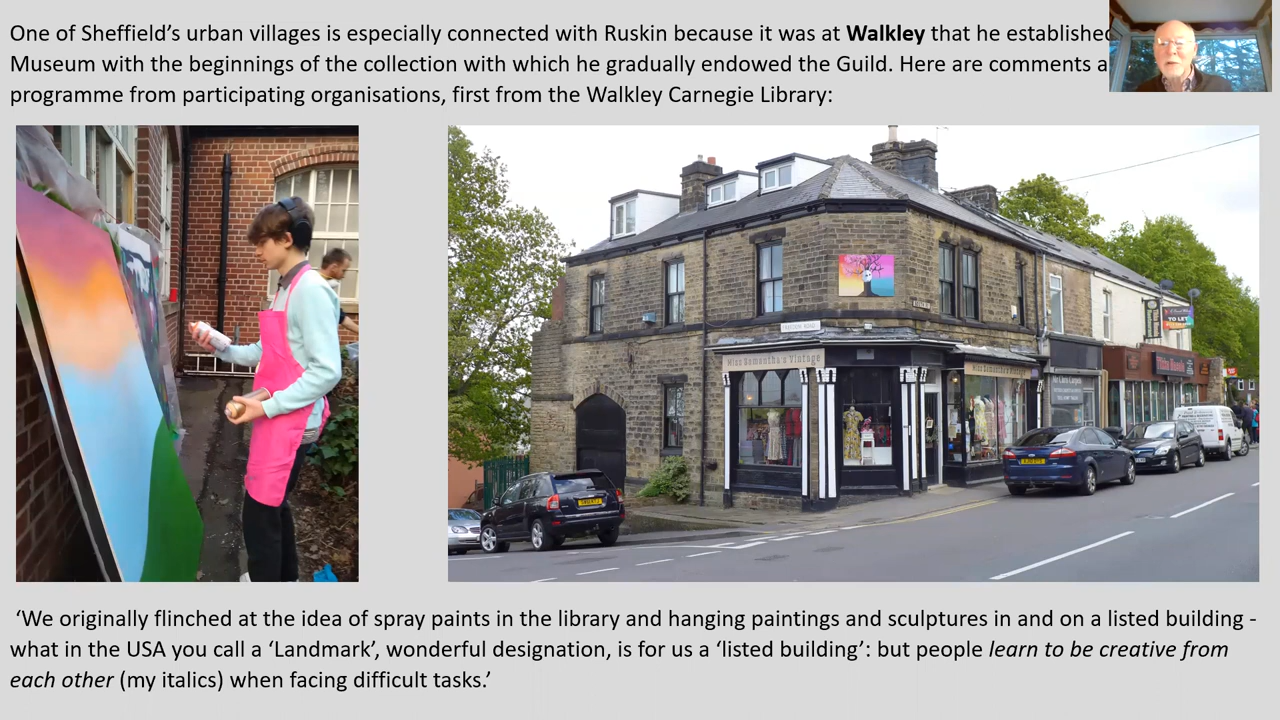 One of Sheffield’s urban villages is especially connected with Ruskin because it was at Walkley that he established
Museum with the beginnings of the collection with which he gradually endowed the Guild. Here are comments a
programme from participating organisations, first from the Walkley Carnegie Library:
Miss Samantha's Vintage
Miss Samantha's Vintage
TO LET
‘We originally flinched at the idea of spray paints in the library and hanging paintings and sculptures in and on a listed building -
what in the USA you call a ‘Landmark’, wonderful designation, is for us a ‘listed building’: but people learn to be creative from
each other (my italics) when facing difficult tasks.’